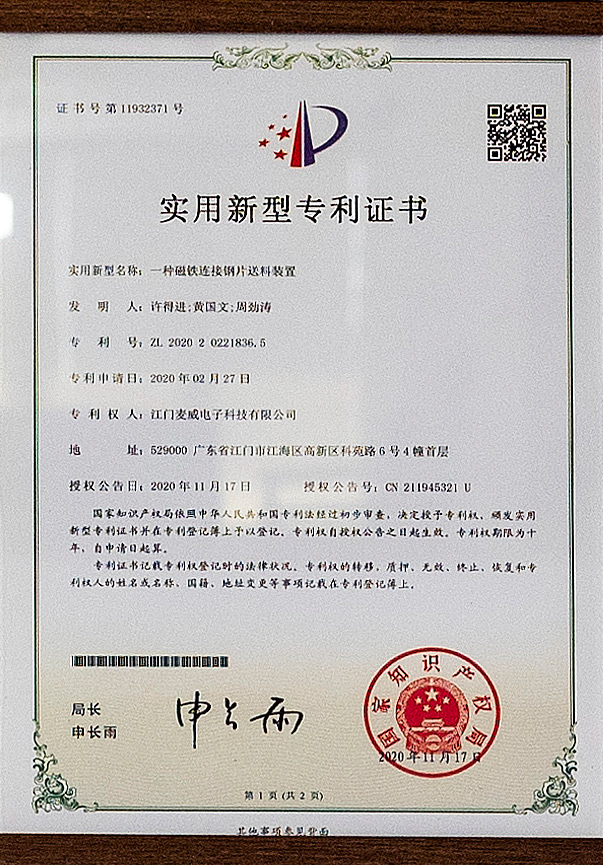 证书号第11932371号
实用新型专利证书
实用新型名称：一种磁铁连接钢片送料装置
发明人：许得进;黄国文;周劲涛
专利号：ZL 2020 2 0221836.5
专利申请日：2020年02月27日
专利权人：江门麦威电子科技有限公司
地址：529000 广东省江门市江海区高新区科苑路6号4幢首层
授权公告日：2020年11月17日 授权公告号：CN 211945321 U
国家知识产权局依照中华人民共和国专利法经过初步审查，决定授予专利权，颁发实用
新型专利证书并在专利登记簿上予以登记。专利权自授权公告之日起生效。专利权期限为十
年，自申请日起算。
专利证书记载专利权登记时的法律状况。专利权的转移、质押、无效、终止、恢复和专
利权人的姓名或名称、国籍、地址变更等事项记载在专利登记簿上。
局长
申长雨
申长雨
国家知识产权局
2020年11月17日
第 1 页 (共 2 页)
其他事项参见背面